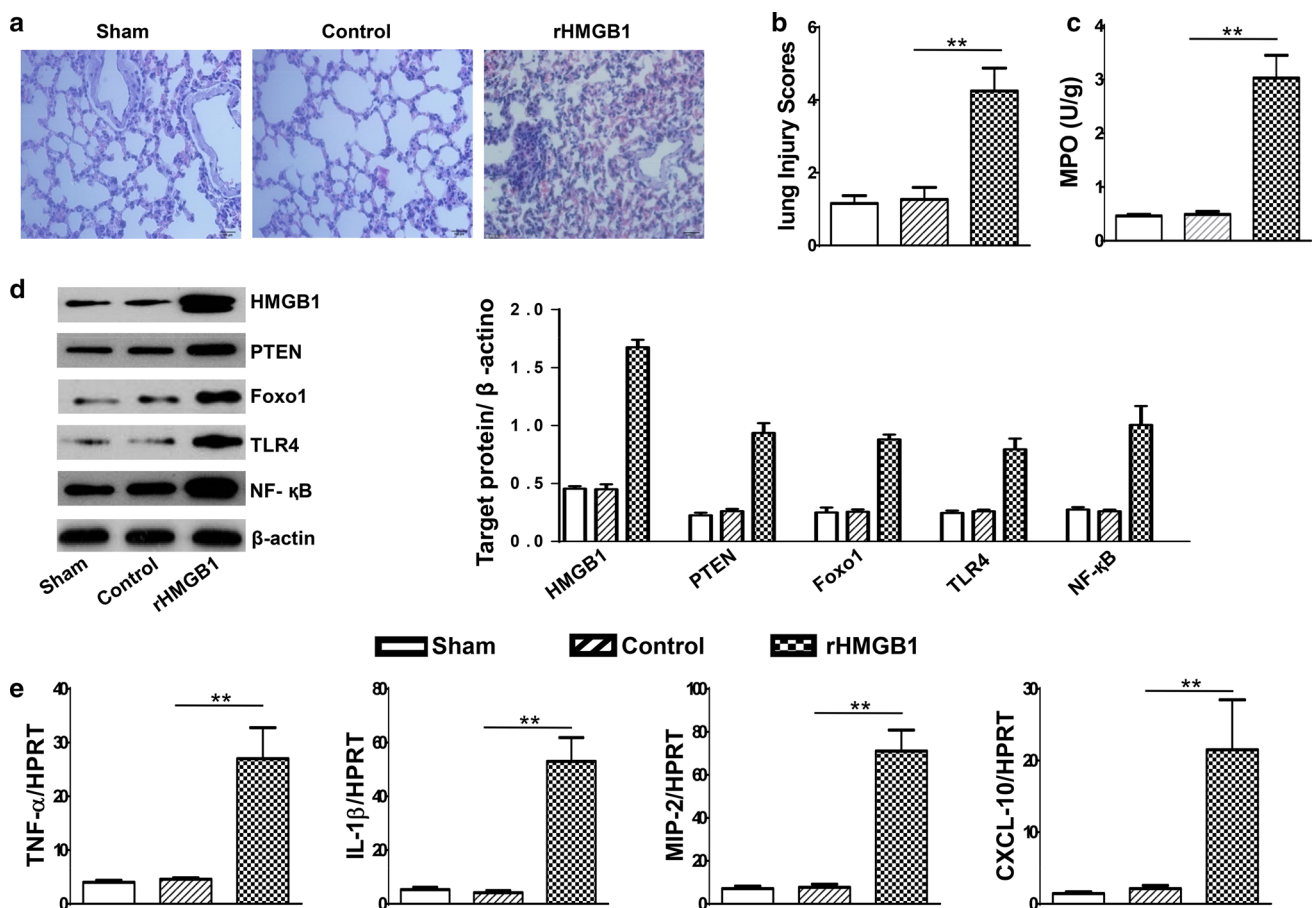 a
Sham
Control
rHMGB1
b
lung Injury Scores
6
4
2
0
**
c
MPO (U/g)
4
3
2
1
0
**
d
HMGB1
PTEN
Foxo1
TLR4
NF- κB
β-actin
Sham
Control
rHMGB1
Target protein/ β -actino
2.0
1.5
1.0
0.5
0.0
HMGB1
PTEN
Foxo1
TLR4
NF-κB
Sham
Control
rHMGB1
e
TNF-α/HPRT
40
30
20
10
0
**
IL-1β/HPRT
80
60
40
20
0
**
MIP-2/HPRT
100
80
60
40
20
0
**
CXCL-10/HPRT
30
20
10
0
**